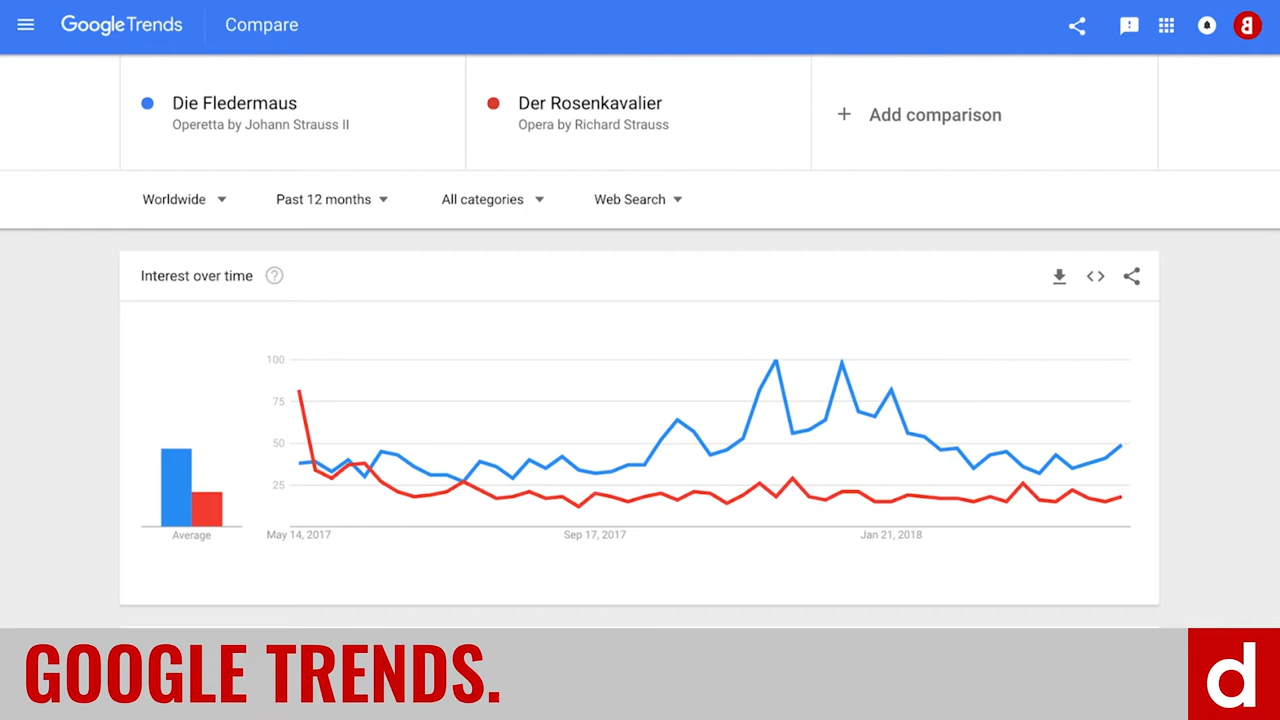 Google Trends Compare
Die Fledermaus
Operetta by Johann Strauss II
Der Rosenkavalier
Opera by Richard Strauss
+ Add comparison
Worldwide Past 12 months All categories Web Search
Interest over time ?
100
75
50
25
Average
May 14, 2017 Sep 17, 2017 Jan 21, 2018
GOOGLE TRENDS.
d